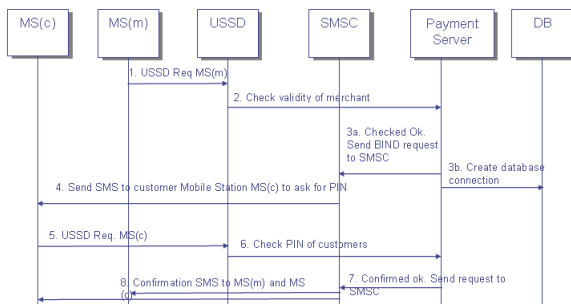 MS(c)
MS(m)
USSD
SMSC
Payment
Server
DB
1. USSD Req MS(m)
2. Check validity of merchant
3a. Checked Ok.
Send BIND request
to SMSC
3b. Create database
connection
4. Send SMS to customer Mobile Station MS(c) to ask for PIN
5. USSD Req. MS(c)
6. Check PIN of customers
7. Confirmed ok. Send request to
SMSC
8. Confirmation SMS to MS(m) and MS
(c)